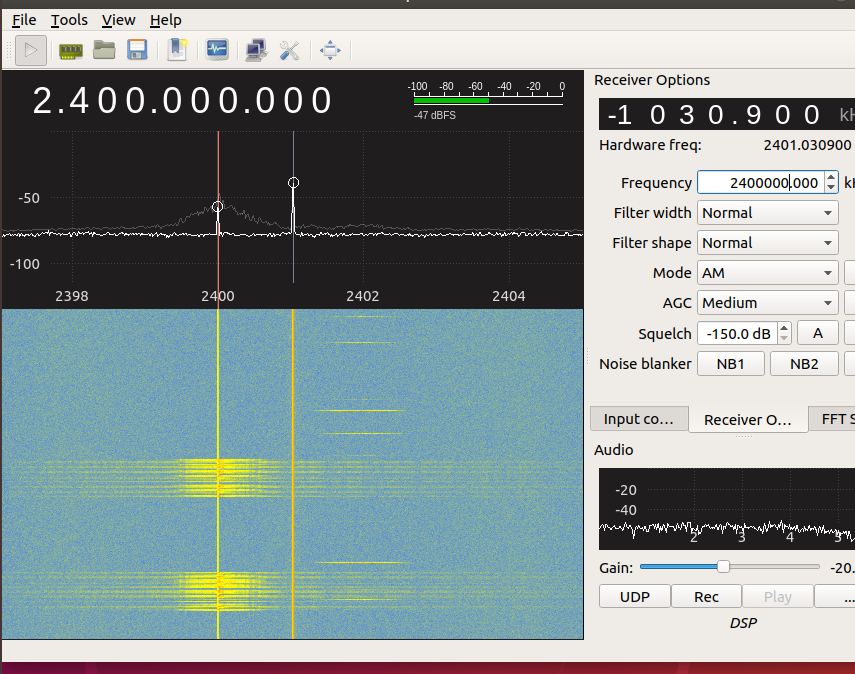 File Tools View Help
2.400.000.000
-100 -80 -60 -40 -20 0
-47 dBFS
-50
-100
2398 2400 2402 2404
Receiver Options
-1 030.900 kH
Hardware freq: 2401.030900
Frequency 2400000.000 kH
Filter width Normal
Filter shape Normal
Mode AM
AGC Medium
Squelch -150.0 dB A
Noise blanker NB1 NB2
Input co... Receiver O... FFT S
Audio
-20
-40
2 3 4 5
Gain: -20.
UDP Rec Play ...
DSP